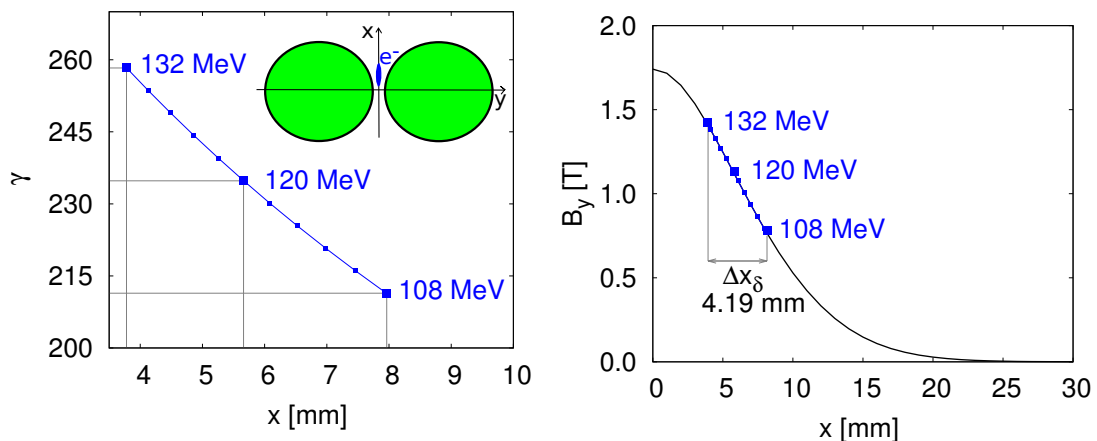 260
245
230
215
200
γ
4 5 6 7 8 9 10
x [mm]
132 MeV
120 MeV
108 MeV
x
e-
y
2.0
1.5
1.0
0.5
0.0
B_y [T]
0 5 10 15 20 25 30
x [mm]
132 MeV
120 MeV
108 MeV
Δx_δ
4.19 mm